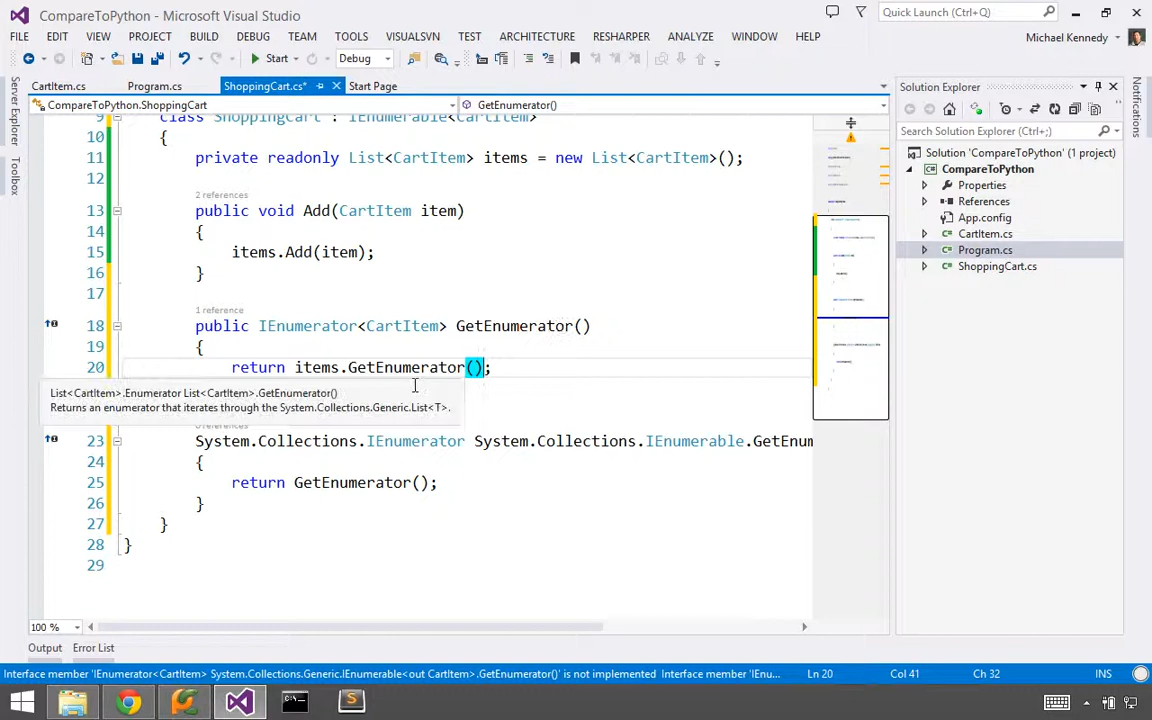 CompareToPython - Microsoft Visual Studio
Quick Launch (Ctrl+Q)
FILE EDIT VIEW PROJECT BUILD DEBUG TEAM TOOLS VISUALSVN TEST ARCHITECTURE RESHARPER ANALYZE WINDOW HELP
Michael Kennedy
Start
Debug
Server Explorer
Toolbox
CartItem.cs
Program.cs
ShoppingCart.cs*
Start Page
CompareToPython.ShoppingCart
GetEnumerator()
9 class ShoppingCart : IEnumerable<CartItem>
10 {
11 private readonly List<CartItem> items = new List<CartItem>();
12
2 references
13 public void Add(CartItem item)
14 {
15 items.Add(item);
16 }
17
1 reference
18 public IEnumerator<CartItem> GetEnumerator()
19 {
20 return items.GetEnumerator();
List<CartItem>.Enumerator List<CartItem>.GetEnumerator()
Returns an enumerator that iterates through the System.Collections.Generic.List<T>.
0 references
23 System.Collections.IEnumerator System.Collections.IEnumerable.GetEnum
24 {
25 return GetEnumerator();
26 }
27 }
28 }
29
100 %
Output
Error List
Solution Explorer
Search Solution Explorer (Ctrl+;)
Solution 'CompareToPython' (1 project)
CompareToPython
Properties
References
App.config
CartItem.cs
Program.cs
ShoppingCart.cs
Notifications
Interface member 'IEnumerator<CartItem> System.Collections.Generic.IEnumerable<out CartItem>.GetEnumerator()' is not implemented Interface member 'IEnu...
Ln 20
Col 41
Ch 32
INS